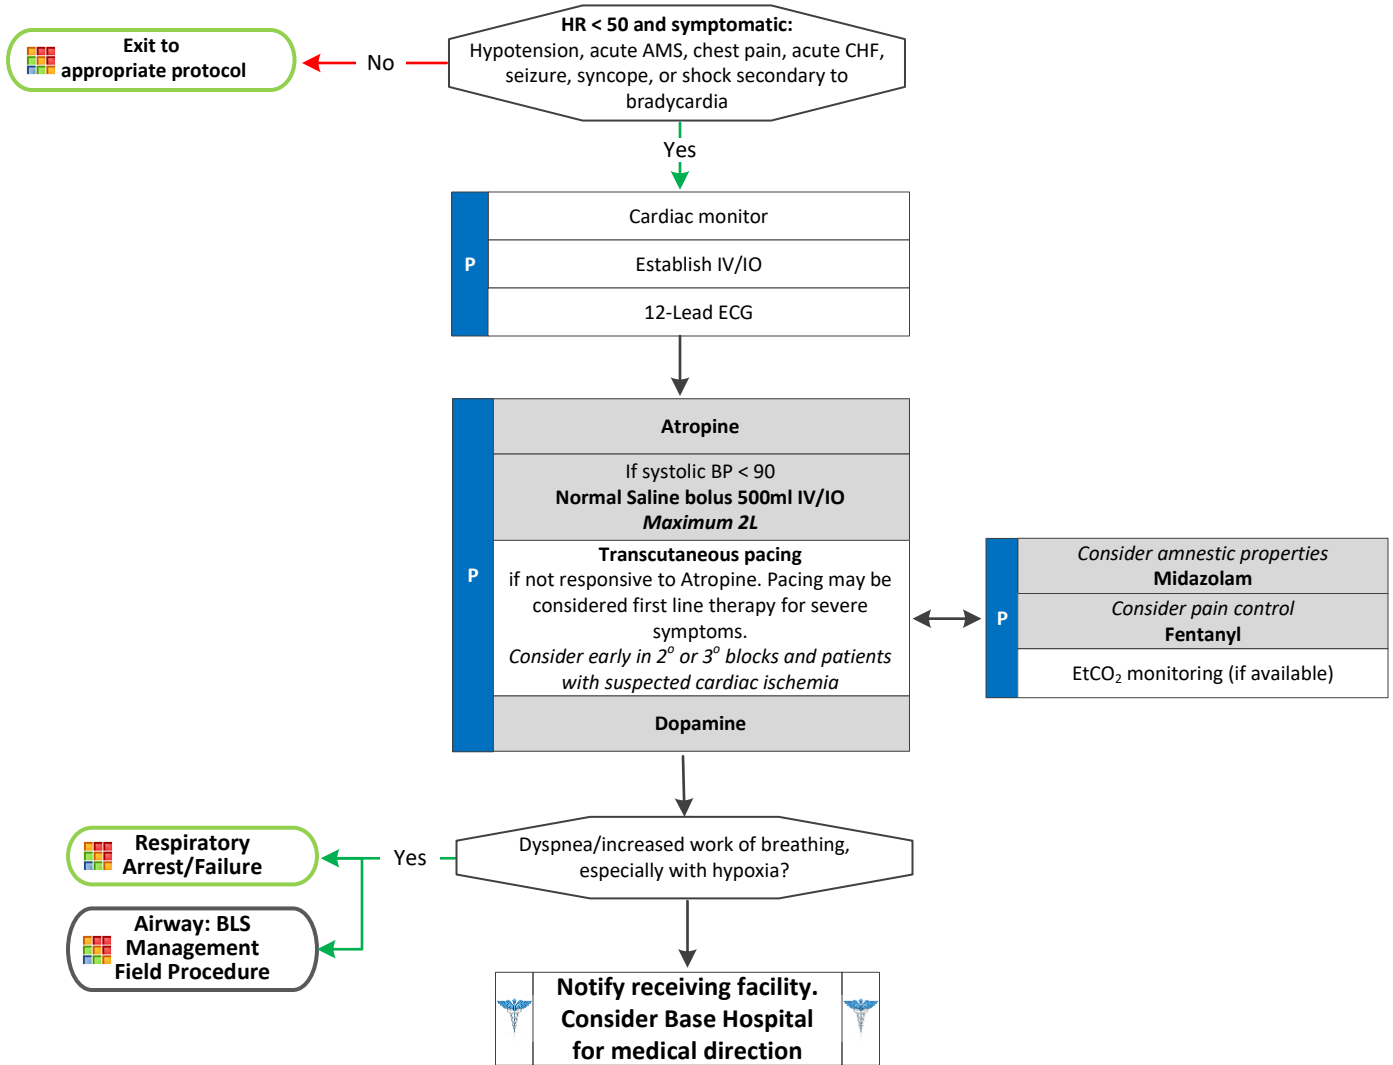 HR < 50 and symptomatic:
Hypotension, acute AMS, chest pain, acute CHF,
seizure, syncope, or shock secondary to
bradycardia
Exit to
appropriate protocol
No
Yes
P
Cardiac monitor
Establish IV/IO
12-Lead ECG
P
Atropine
If systolic BP < 90
Normal Saline bolus 500ml IV/IO
Maximum 2L
Transcutaneous pacing
if not responsive to Atropine. Pacing may be
considered first line therapy for severe
symptoms.
Consider early in 2º or 3º blocks and patients
with suspected cardiac ischemia
Dopamine
P
Consider amnestic properties
Midazolam
Consider pain control
Fentanyl
EtCO₂ monitoring (if available)
Dyspnea/increased work of breathing,
especially with hypoxia?
Yes
Respiratory
Arrest/Failure
Airway: BLS
Management
Field Procedure
Notify receiving facility.
Consider Base Hospital
for medical direction